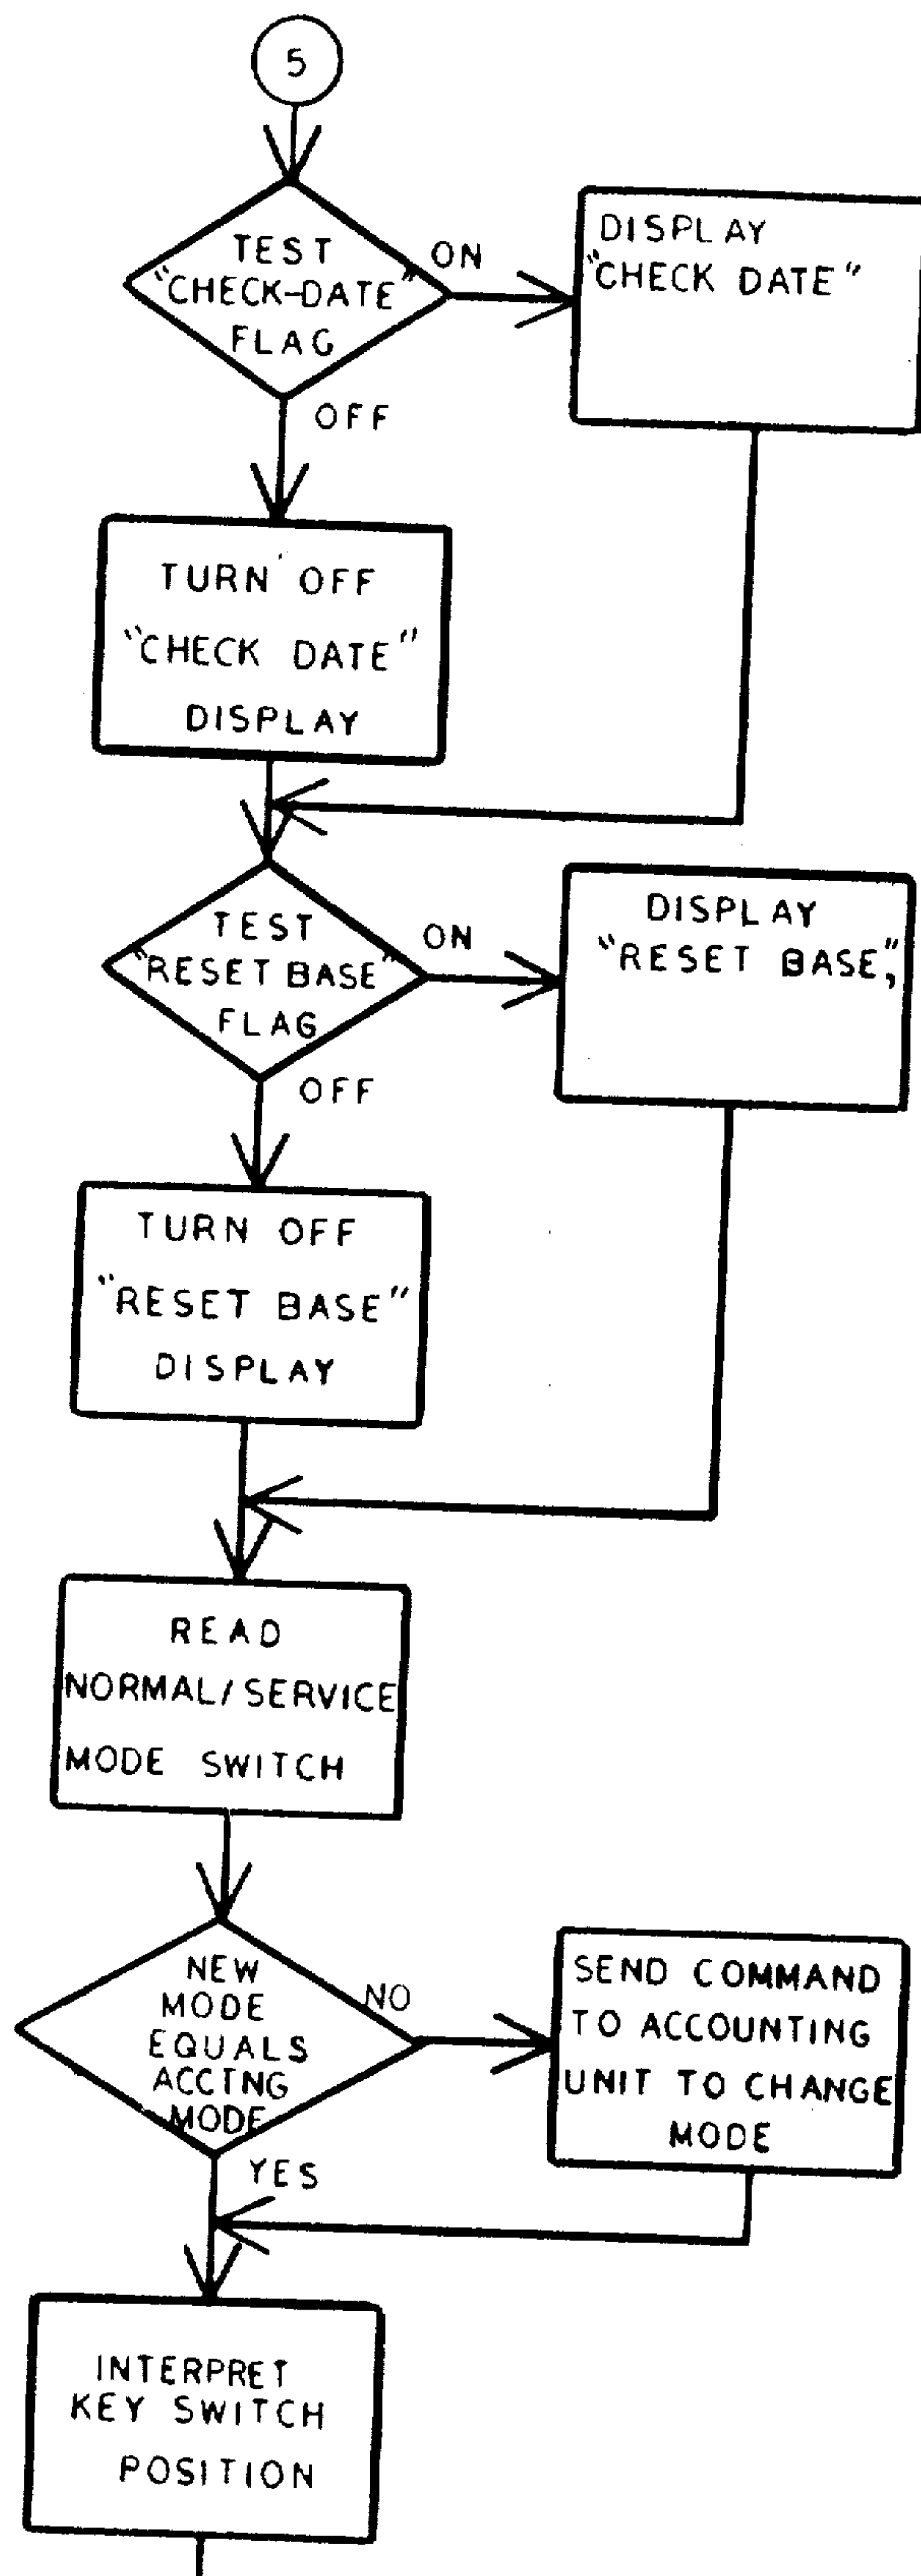 5
TEST
"CHECK-DATE"
FLAG
ON
DISPLAY
"CHECK DATE"
OFF
TURN OFF
"CHECK DATE"
DISPLAY
TEST
"RESET BASE"
FLAG
ON
DISPLAY
"RESET BASE",
OFF
TURN OFF
"RESET BASE"
DISPLAY
READ
NORMAL/SERVICE
MODE SWITCH
NEW
MODE
EQUALS
ACCTNG
MODE
NO
SEND COMMAND
TO ACCOUNTING
UNIT TO CHANGE
MODE
YES
INTERPRET
KEY SWITCH
POSITION